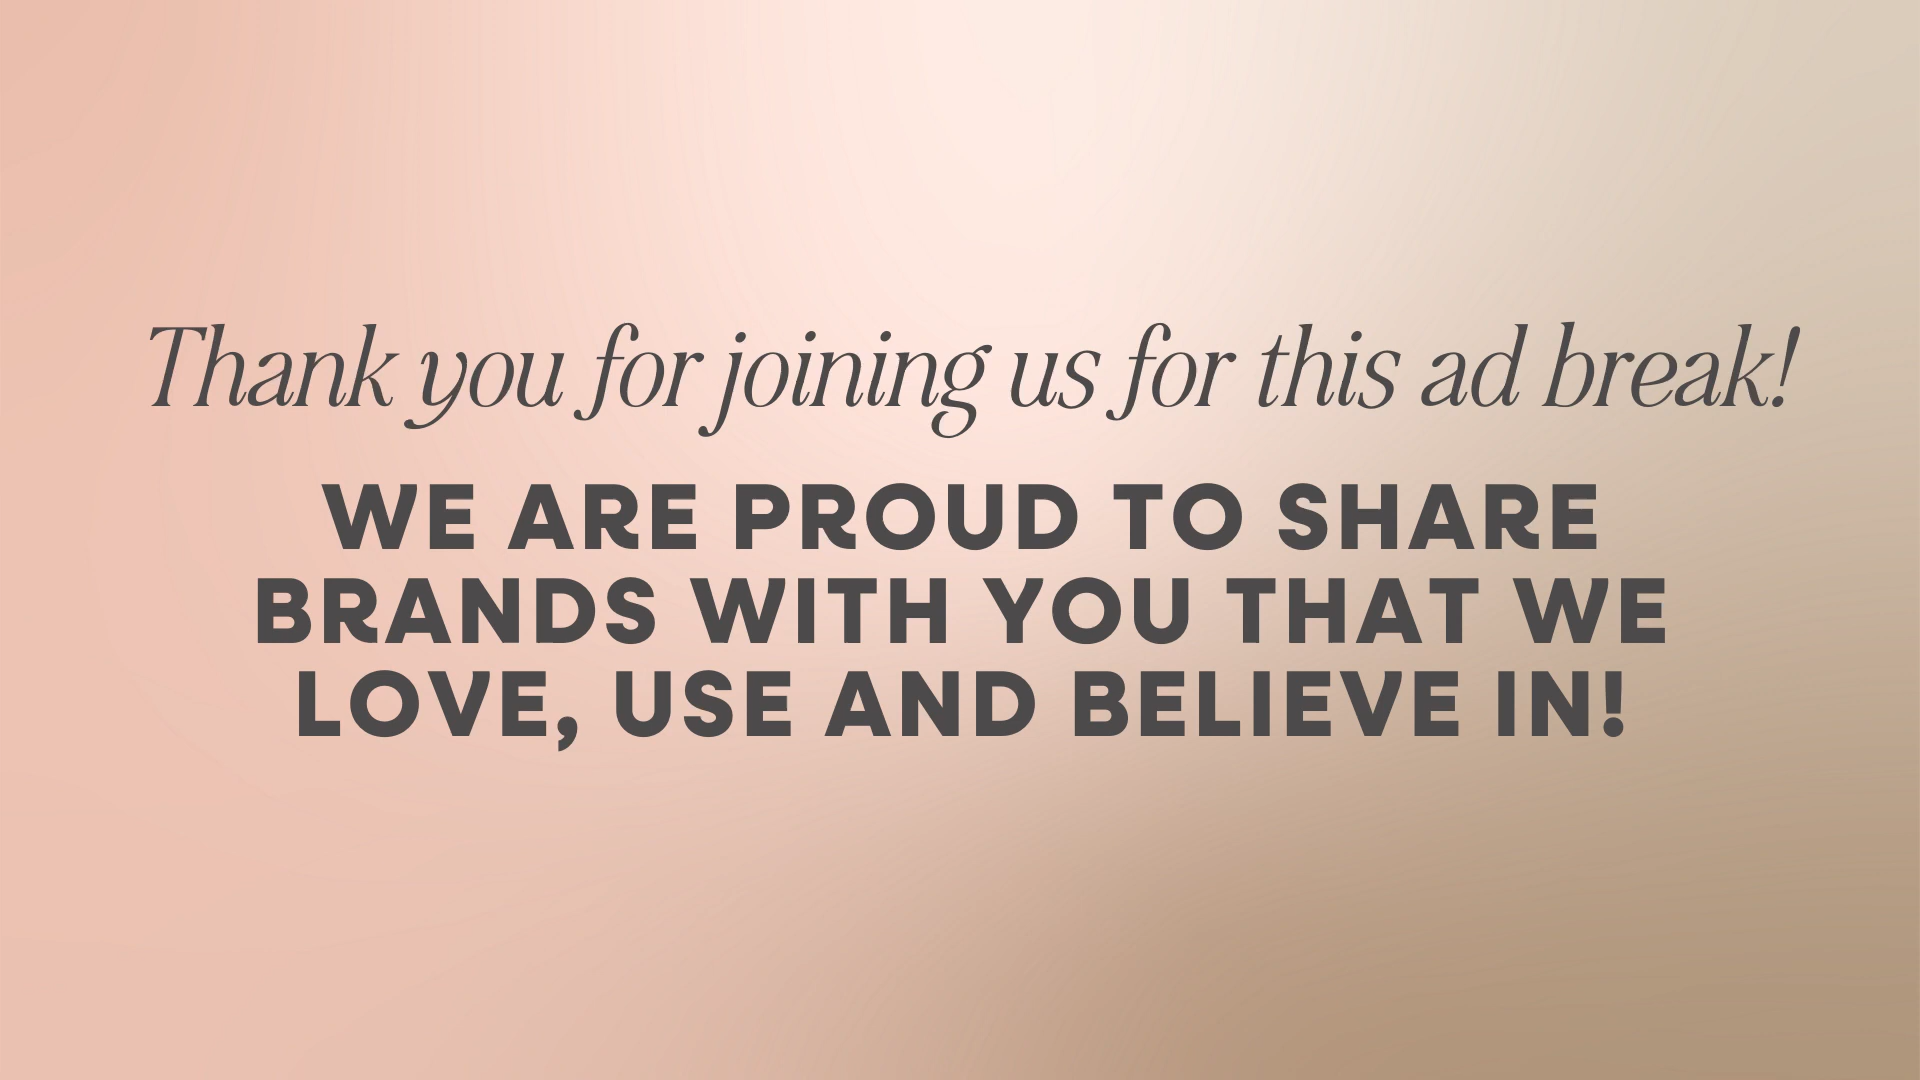 Thank you for joining us for this ad break!
WE ARE PROUD TO SHARE
BRANDS WITH YOU THAT WE
LOVE, USE AND BELIEVE IN!